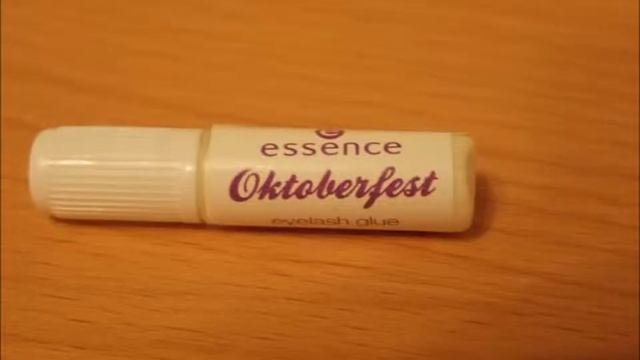 essence
Oktoberfest
eyelash glue